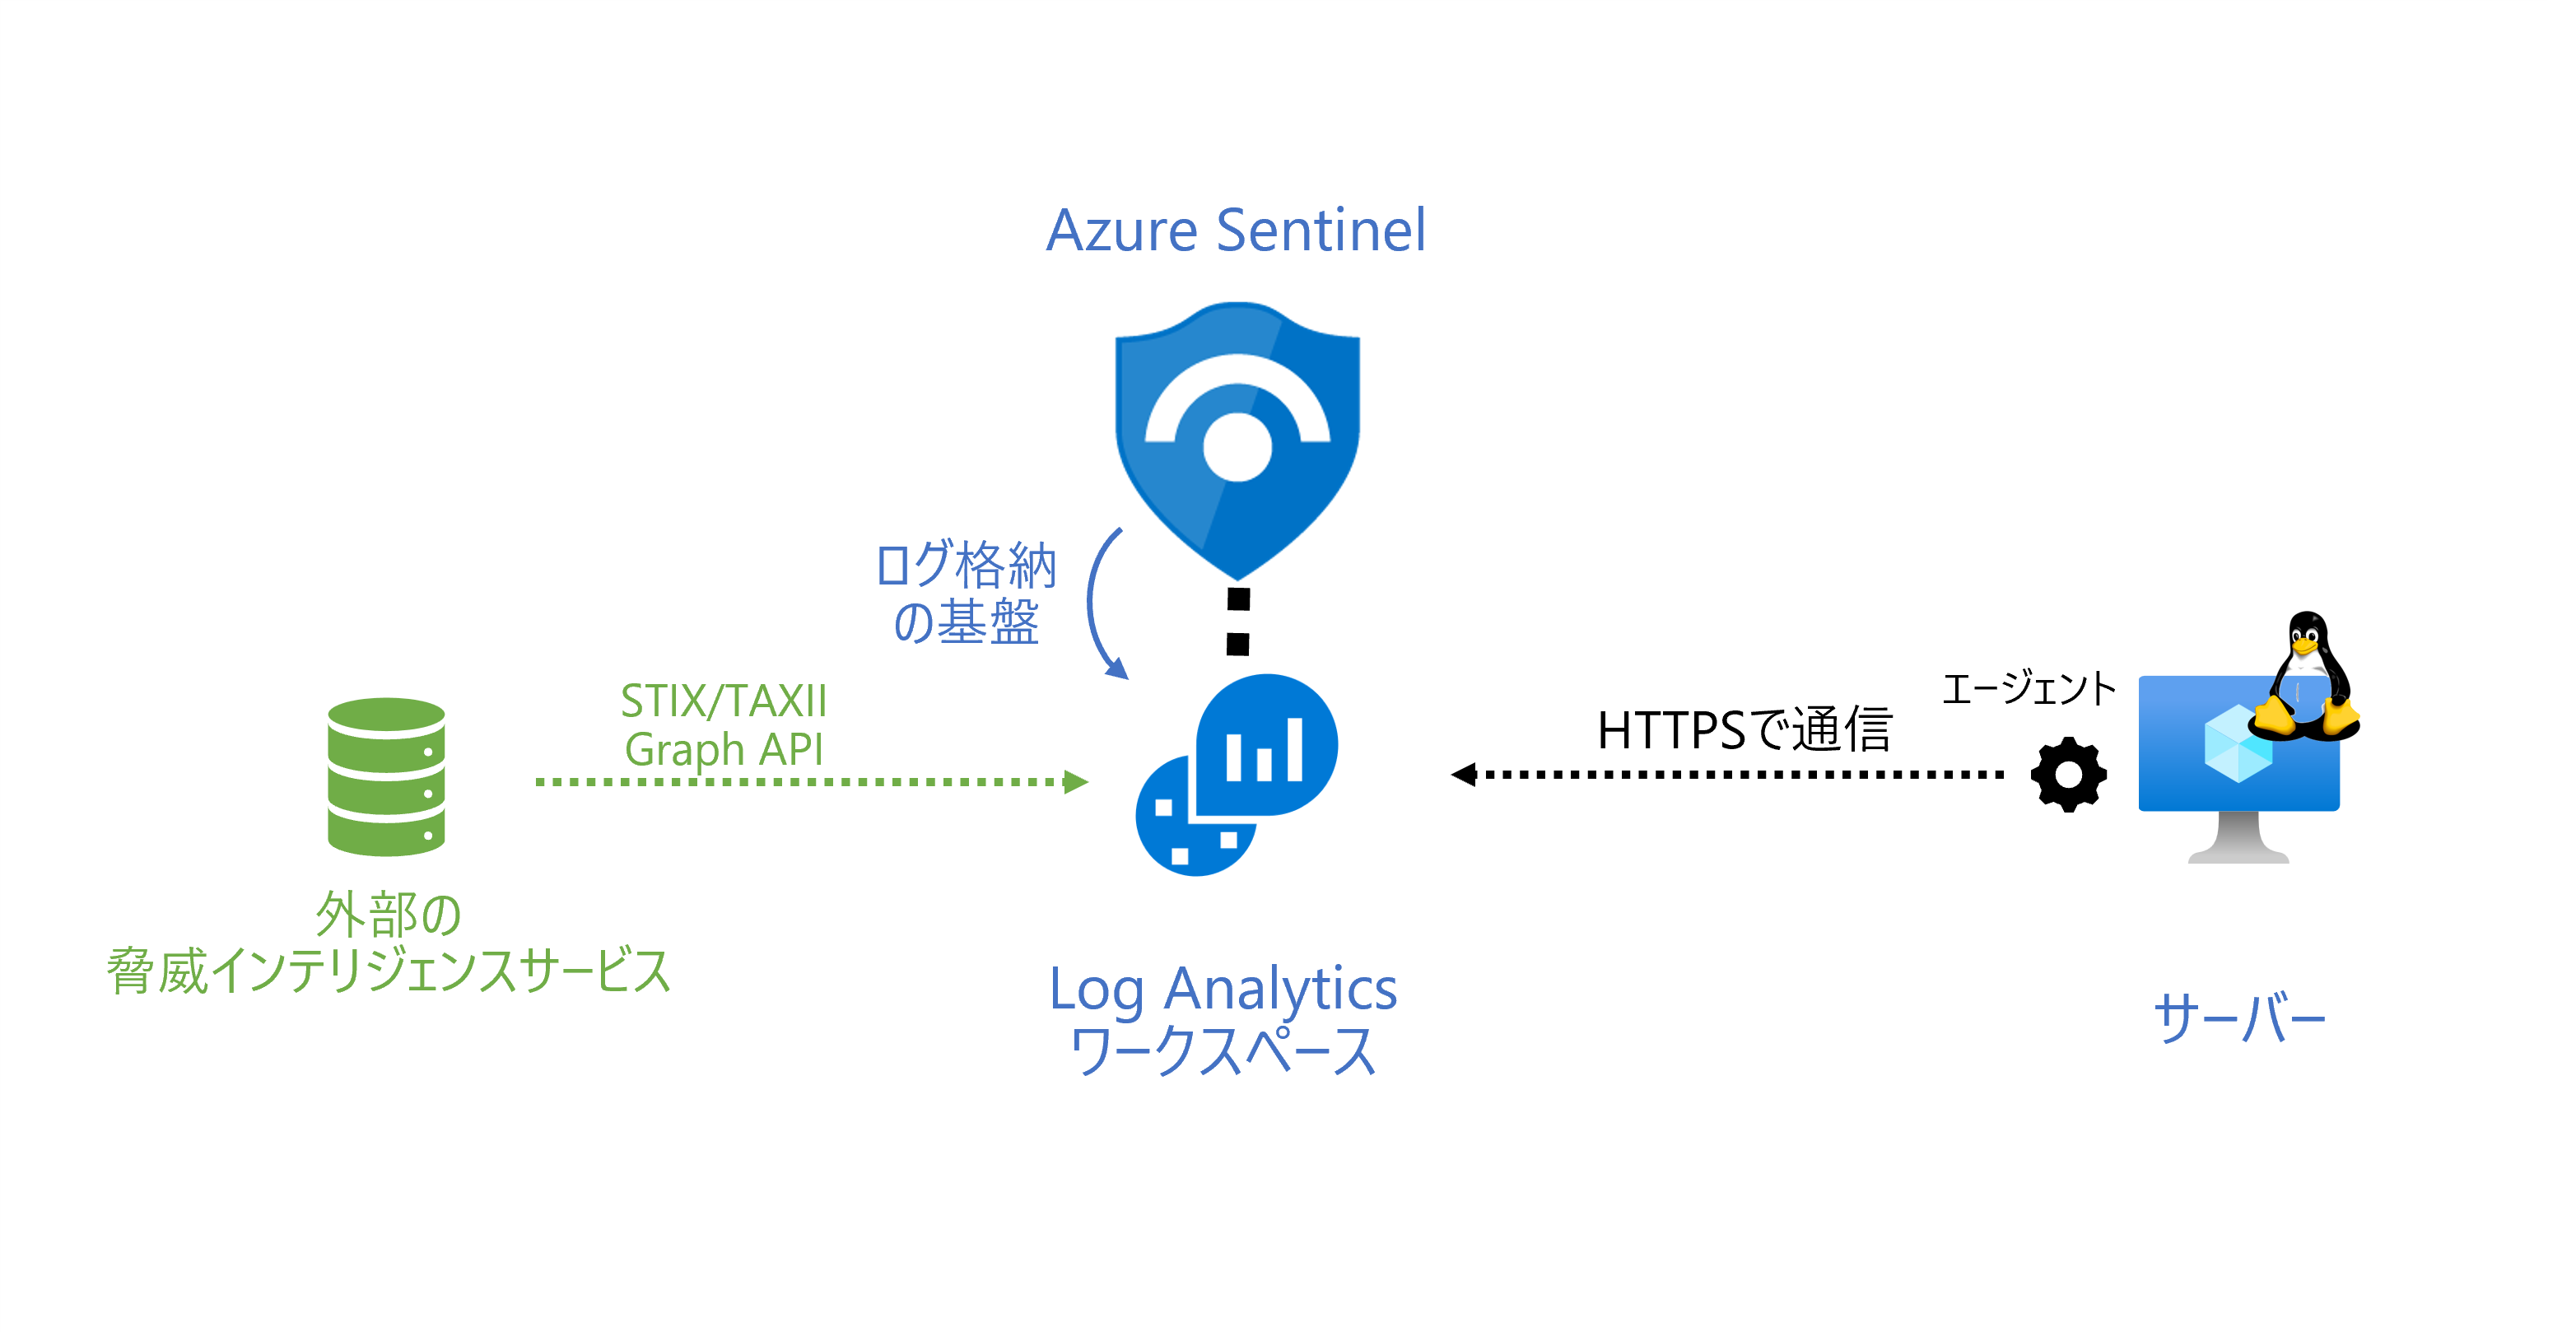 Azure Sentinel
ログ格納
の基盤
STIX/TAXII
Graph API
エージェント
HTTPSで通信
外部の
脅威インテリジェンスサービス
Log Analytics
ワークスペース
サーバー